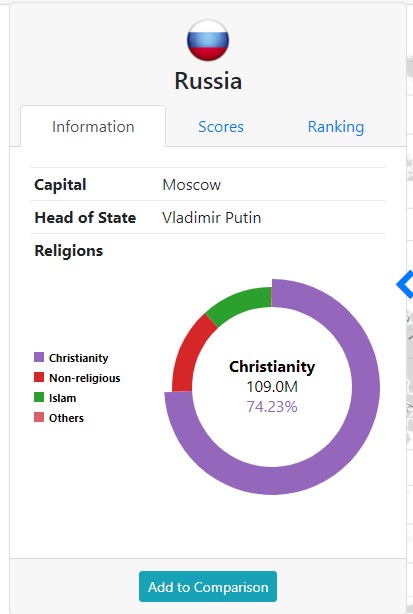 Russia
Information Scores Ranking
Capital Moscow
Head of State Vladimir Putin
Religions
Christianity
Non-religious
Islam
Others
Christianity
109.0M
74.23%
Add to Comparison